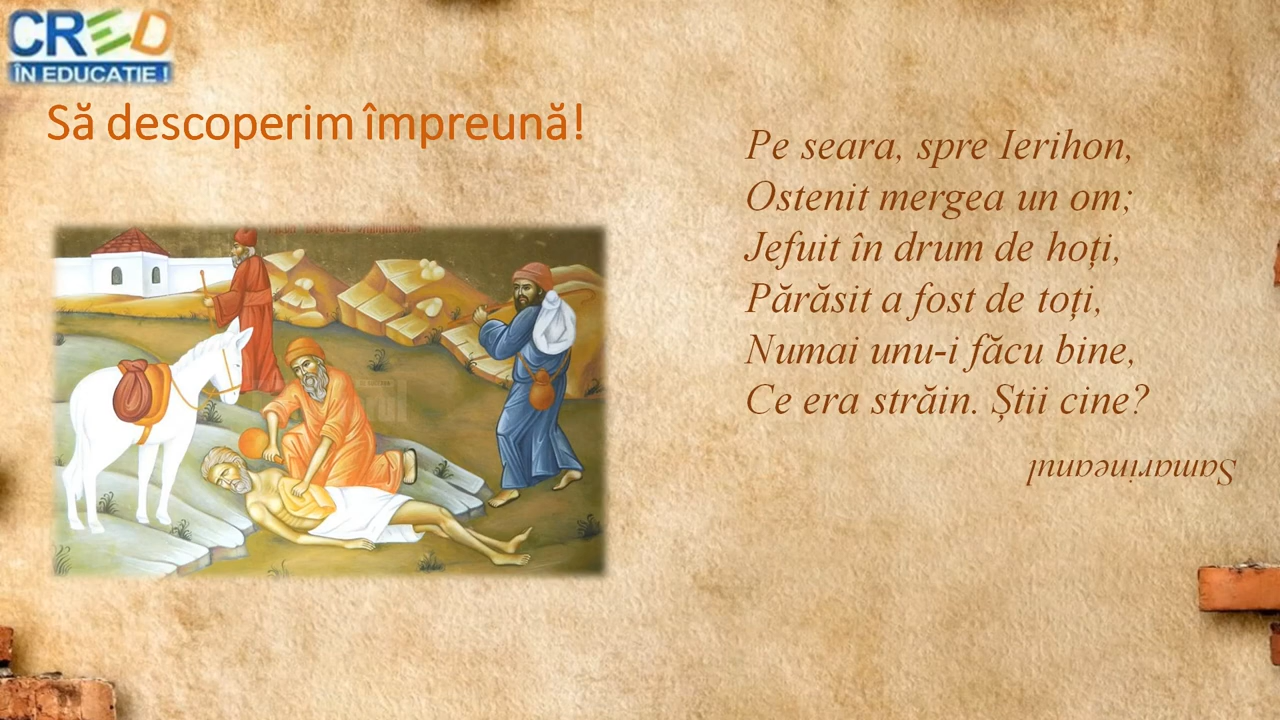 CRED
ÎN EDUCATIE !
Să descoperim împreună!
Pe seara, spre Ierihon,
Ostenit mergea un om;
Jefuit în drum de hoți,
Părăsit a fost de toți,
Numai unu-i făcu bine,
Ce era străin. Știi cine?
Samarineanul